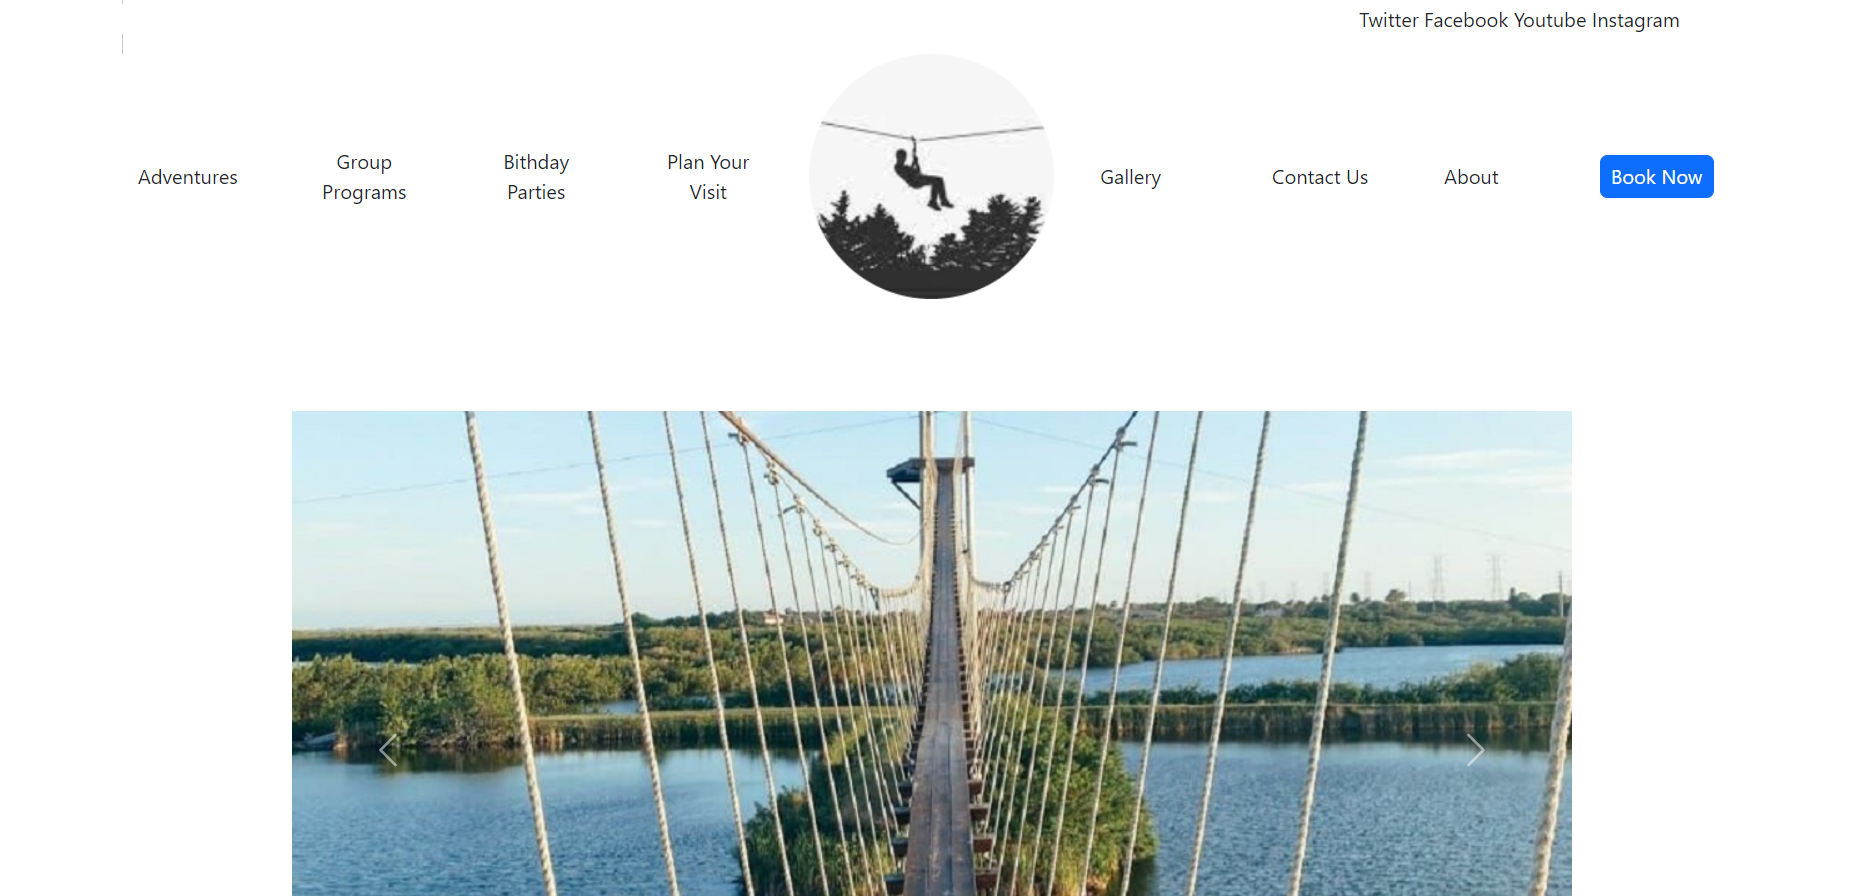 Twitter Facebook Youtube Instagram
Adventures
Group
Programs
Bithday
Parties
Plan Your
Visit
Gallery
Contact Us
About
Book Now